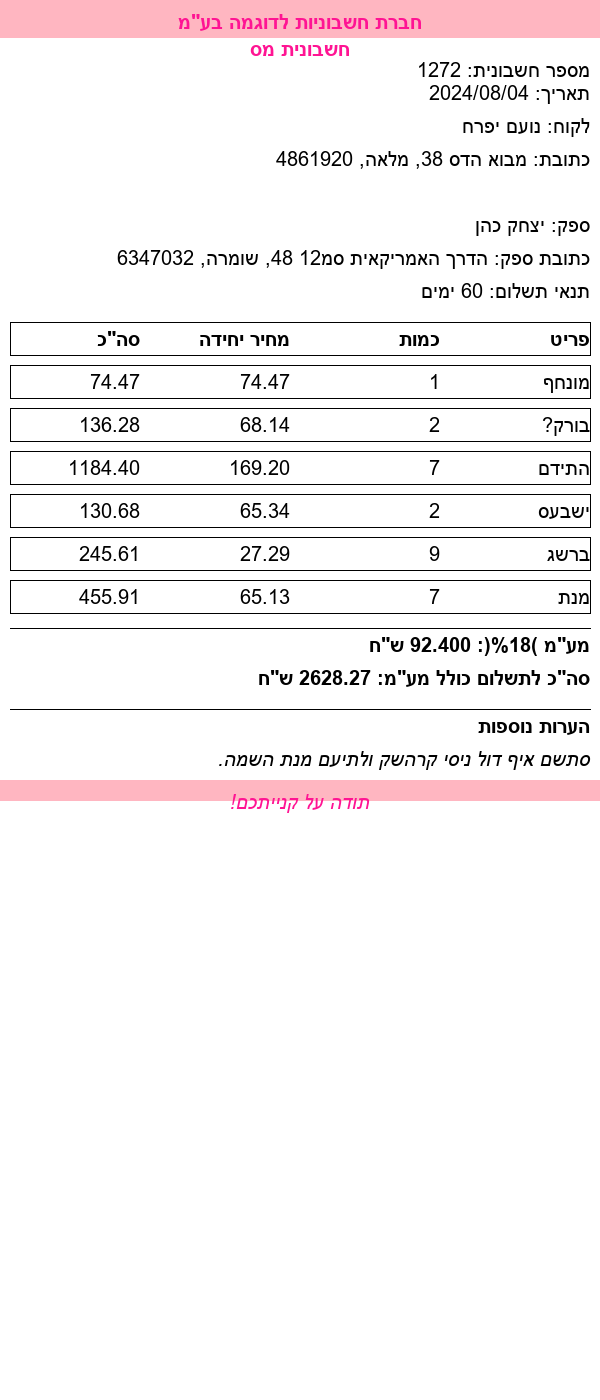 חברת חשבוניות לדוגמה בע"מ
חשבונית מס
מספר חשבונית: 1272
תאריך: 2024/08/04
לקוח: נועם יפרח
כתובת: מבוא הדס 38, מלאה, 4861920
ספק: יצחק כהן
כתובת ספק: הדרך האמריקאית סמ12 48, שומרה, 6347032
תנאי תשלום: 60 ימים
פריט כמות מחיר יחידה סה"כ
מונחף 1 74.47 74.47
בורק? 2 68.14 136.28
התידם 7 169.20 1184.40
ישבעס 2 65.34 130.68
ברשג 9 27.29 245.61
מנת 7 65.13 455.91
מע"מ )18%(: 92.400 ש"ח
סה"כ לתשלום כולל מע"מ: 2628.27 ש"ח
הערות נוספות
סתשם איף דול ניסי קרהשק ולתיעם מנת השמה.
תודה על קנייתכם!